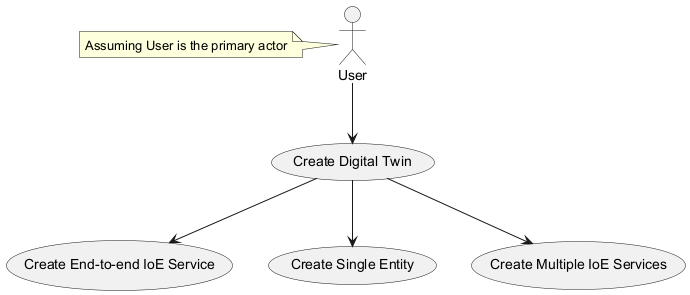 Assuming User is the primary actor
User
Create Digital Twin
Create End-to-end IoE Service
Create Single Entity
Create Multiple IoE Services